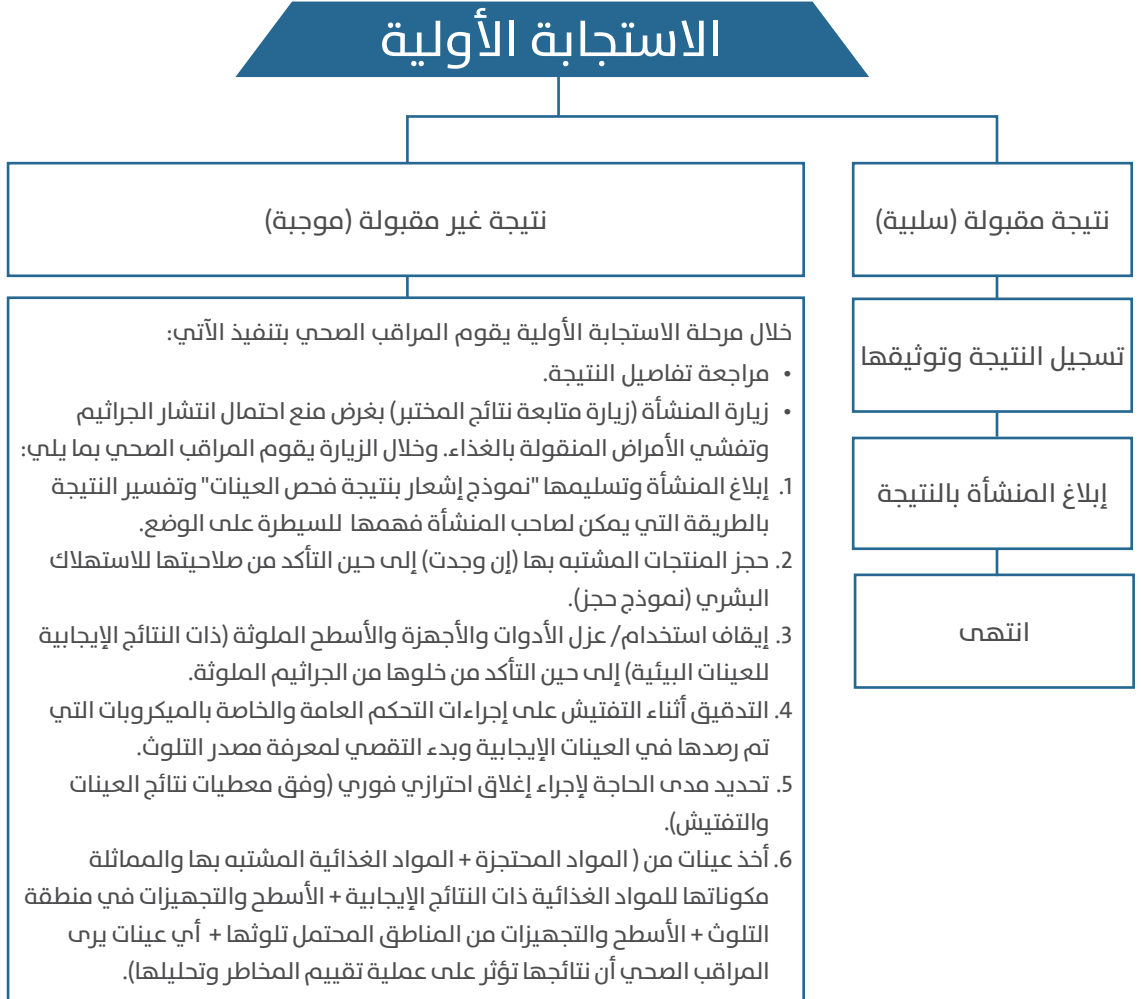 الاستجابة الأولية
نتيجة مقبولة (سلبية)
تسجيل النتيجة وتوثيقها
إبلاغ المنشأة بالنتيجة
انتهى
نتيجة غير مقبولة (موجبة)
خلال مرحلة الاستجابة الأولية يقوم المراقب الصحي بتنفيذ الآتي:
• مراجعة تفاصيل النتيجة.
• زيارة المنشأة (زيارة متابعة نتائج المختبر) بغرض منع احتمال انتشار الجراثيم
وتفشي الأمراض المنقولة بالغذاء. وخلال الزيارة يقوم المراقب الصحي بما يلي:
1. إبلاغ المنشأة وتسليمها "نموذج إشعار بنتيجة فحص العينات" وتفسير النتيجة
بالطريقة التي يمكن لصاحب المنشأة فهمها للسيطرة على الوضع.
2. حجز المنتجات المشتبه بها (إن وجدت) إلى حين التأكد من صلاحيتها للاستهلاك
البشري (نموذج حجز).
3. إيقاف استخدام/ عزل الأدوات والأجهزة والأسطح الملوثة (ذات النتائج الإيجابية
للعينات البيئية) إلى حين التأكد من خلوها من الجراثيم الملوثة.
4. التدقيق أثناء التفتيش على إجراءات التحكم العامة والخاصة بالميكروبات التي
تم رصدها في العينات الإيجابية وبدء التقصي لمعرفة مصدر التلوث.
5. تحديد مدى الحاجة لإجراء إغلاق احترازي فوري (وفق معطيات نتائج العينات
والتفتيش).
6. أخذ عينات من ( المواد المحتجزة + المواد الغذائية المشتبه بها والمماثلة
مكوناتها للمواد الغذائية ذات النتائج الإيجابية + الأسطح والتجهيزات في منطقة
التلوث + الأسطح والتجهيزات من المناطق المحتمل تلوثها + أي عينات يرى
المراقب الصحي أن نتائجها تؤثر على عملية تقييم المخاطر وتحليلها).